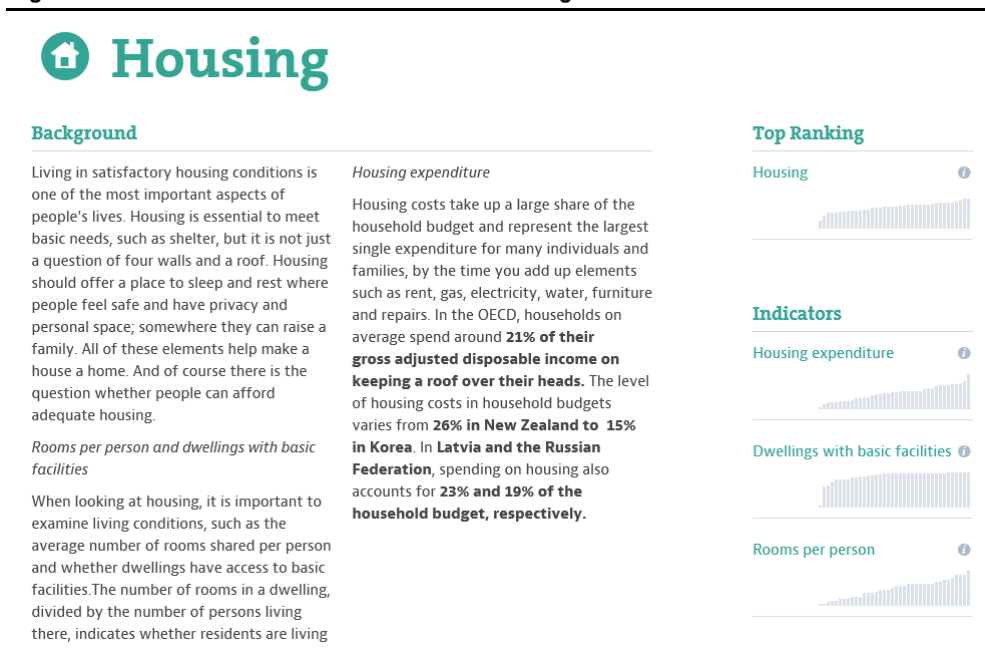 Housing
Background
Living in satisfactory housing conditions is
one of the most important aspects of
people's lives. Housing is essential to meet
basic needs, such as shelter, but it is not just
a question of four walls and a roof. Housing
should offer a place to sleep and rest where
people feel safe and have privacy and
personal space; somewhere they can raise a
family. All of these elements help make a
house a home. And of course there is the
question whether people can afford
adequate housing.
Rooms per person and dwellings with basic
facilities
When looking at housing, it is important to
examine living conditions, such as the
average number of rooms shared per person
and whether dwellings have access to basic
facilities.The number of rooms in a dwelling,
divided by the number of persons living
there, indicates whether residents are living
Housing expenditure
Housing costs take up a large share of the
household budget and represent the largest
single expenditure for many individuals and
families, by the time you add up elements
such as rent, gas, electricity, water, furniture
and repairs. In the OECD, households on
average spend around 21% of their
gross adjusted disposable income on
keeping a roof over their heads. The level
of housing costs in household budgets
varies from 26% in New Zealand to 15%
in Korea. In Latvia and the Russian
Federation, spending on housing also
accounts for 23% and 19% of the
household budget, respectively.
Top Ranking
Housing i
Indicators
Housing expenditure i
Dwellings with basic facilities i
Rooms per person i